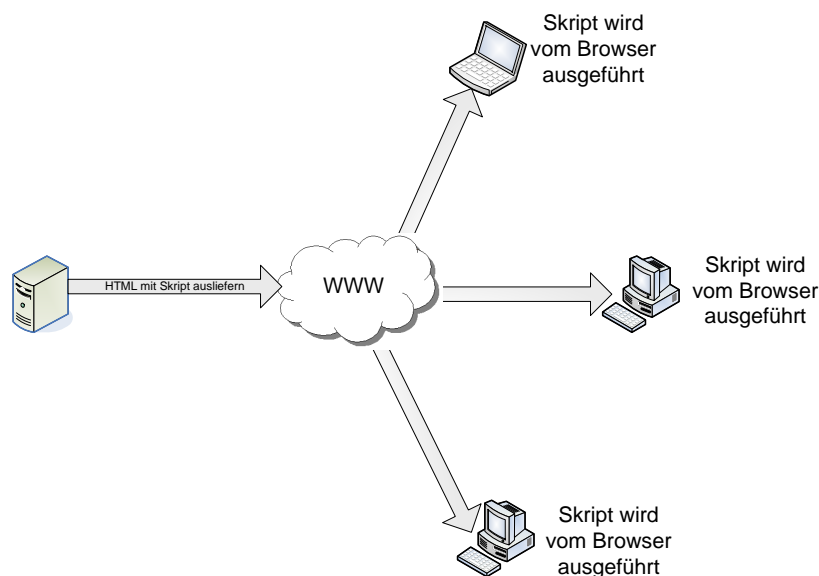 Skript wird
vom Browser
ausgeführt
HTML mit Skript ausliefern
WWW
Skript wird
vom Browser
ausgeführt
Skript wird
vom Browser
ausgeführt